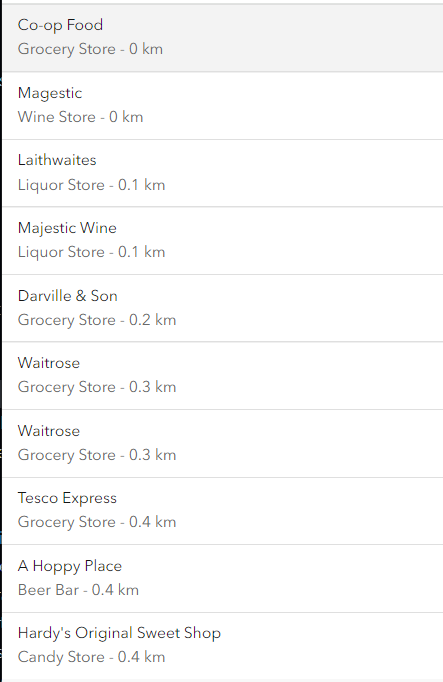 Co-op Food
Grocery Store - 0 km
Magestic
Wine Store - 0 km
Laithwaites
Liquor Store - 0.1 km
Majestic Wine
Liquor Store - 0.1 km
Darville & Son
Grocery Store - 0.2 km
Waitrose
Grocery Store - 0.3 km
Waitrose
Grocery Store - 0.3 km
Tesco Express
Grocery Store - 0.4 km
A Hoppy Place
Beer Bar - 0.4 km
Hardy's Original Sweet Shop
Candy Store - 0.4 km